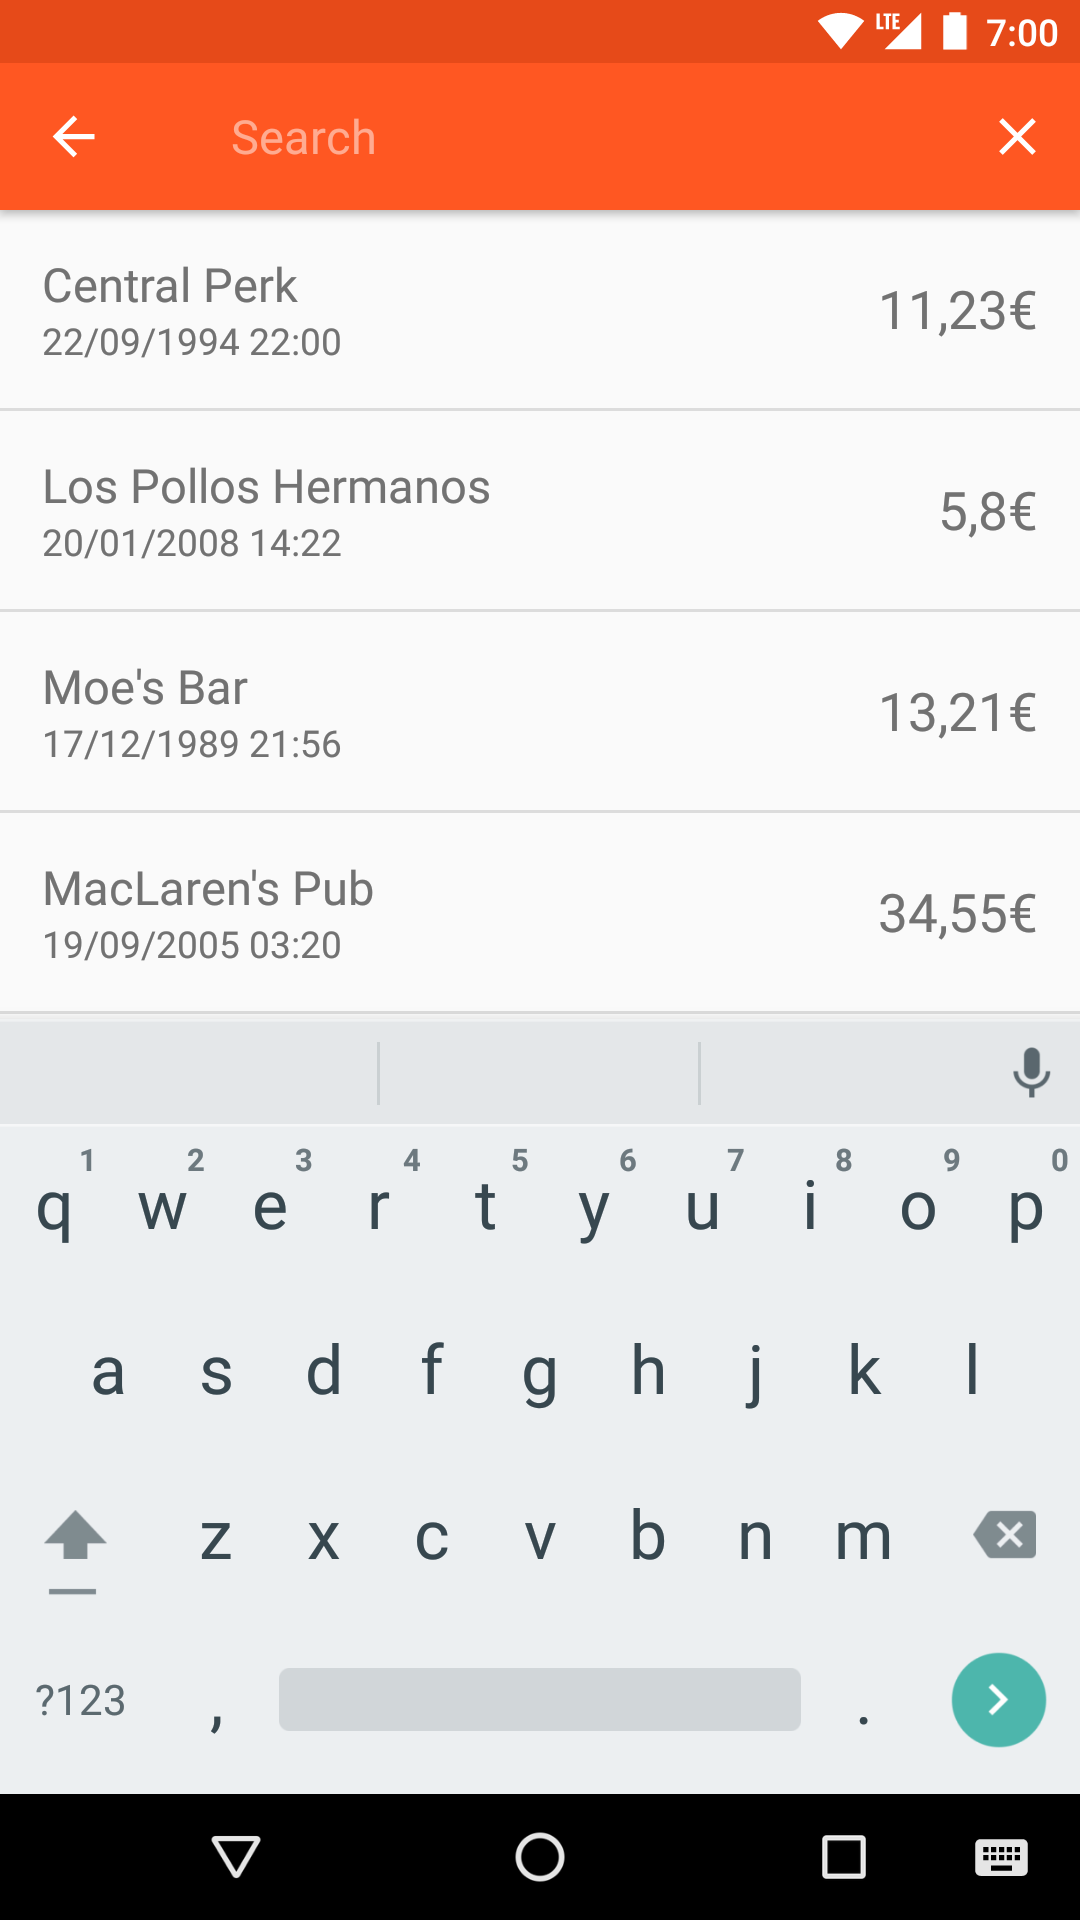 LTE 7:00
Search
Central Perk
22/09/1994 22:00
11,23€
Los Pollos Hermanos
20/01/2008 14:22
5,8€
Moe's Bar
17/12/1989 21:56
13,21€
MacLaren's Pub
19/09/2005 03:20
34,55€
1 2 3 4 5 6 7 8 9 0
q w e r t y u i o p
a s d f g h j k l
z x c v b n m
?123 , .